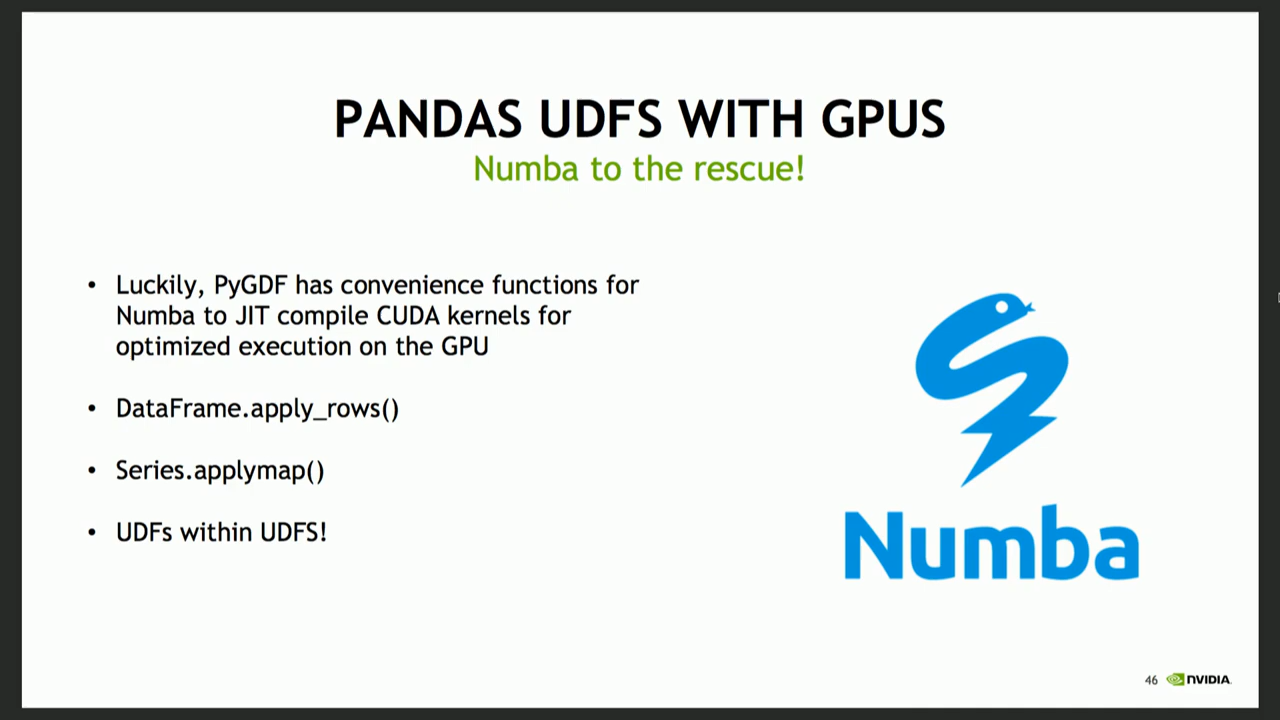 PANDAS UDFS WITH GPUS
Numba to the rescue!
• Luckily, PyGDF has convenience functions for
Numba to JIT compile CUDA kernels for
optimized execution on the GPU
• DataFrame.apply_rows()
• Series.applymap()
• UDFs within UDFS!
Numba
46 NVIDIA.